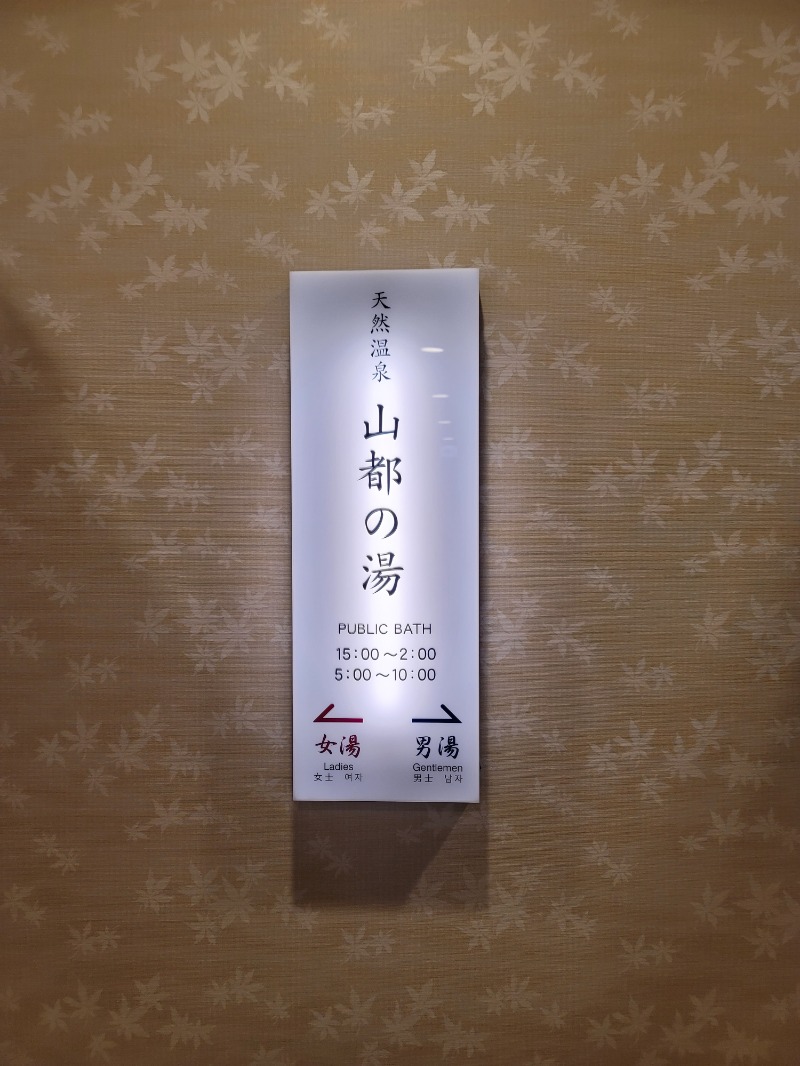 天然温泉
山都の湯
PUBLIC BATH
15:00～2:00
5:00～10:00
女湯
Ladies
女士 여자
男湯
Gentlemen
男士 남자